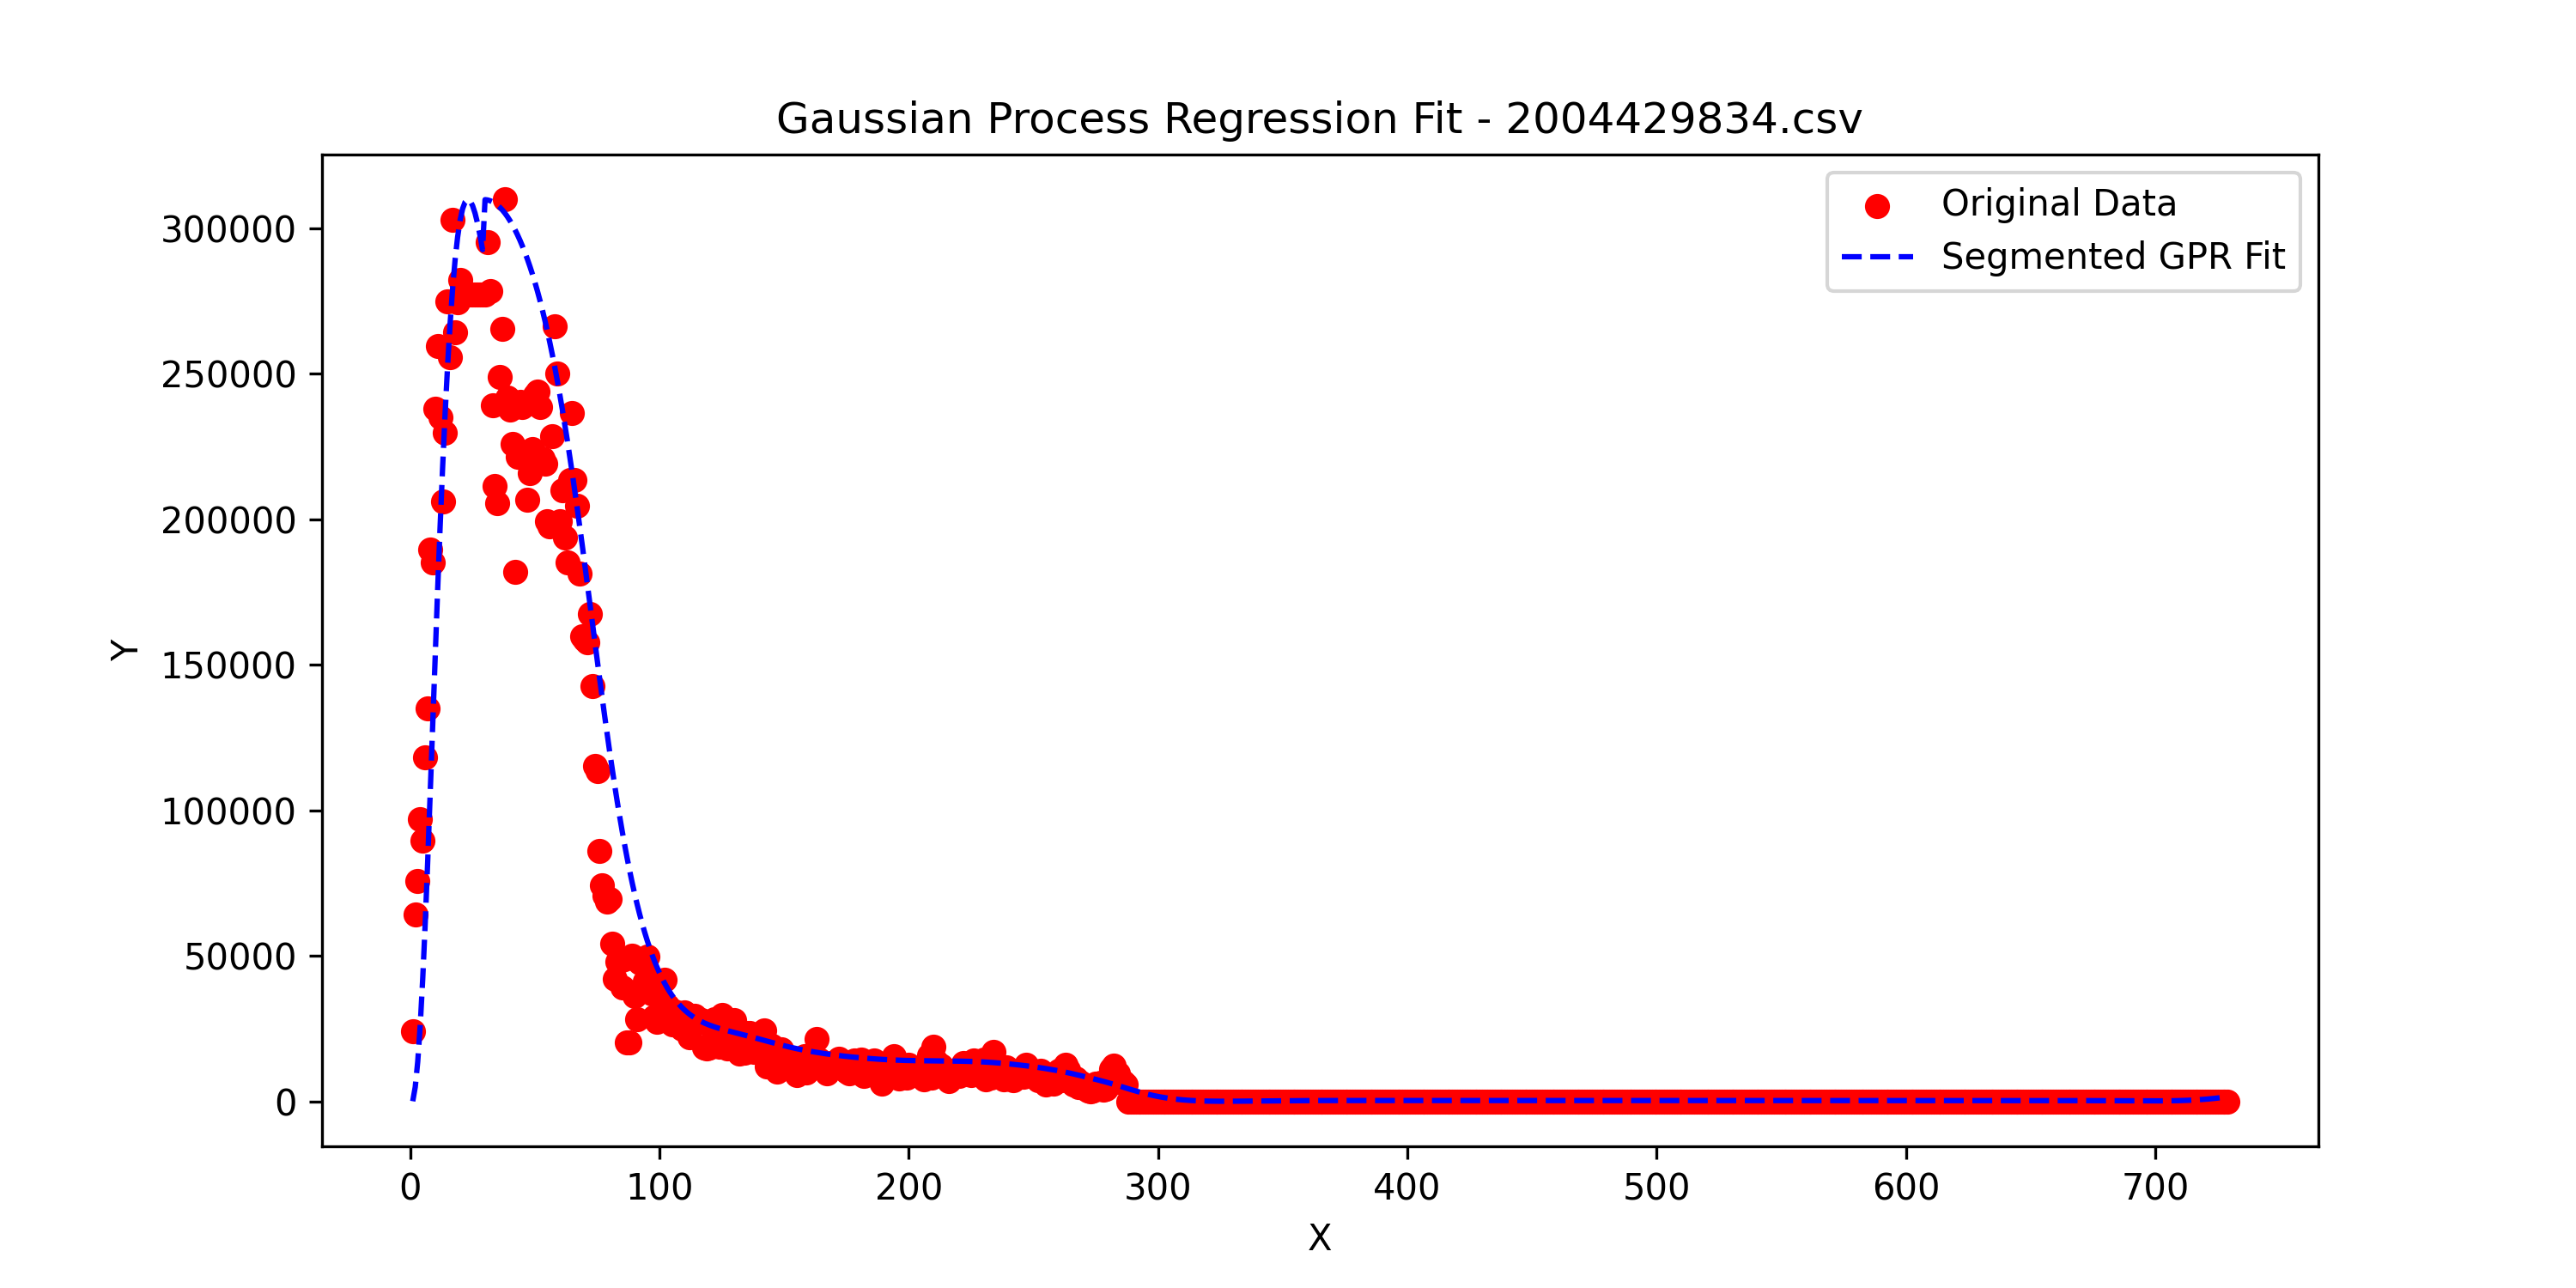 Gaussian Process Regression Fit - 2004429834.csv
Original Data
Segmented GPR Fit
300000
250000
200000
150000
100000
50000
0
Y
0 100 200 300 400 500 600 700
X